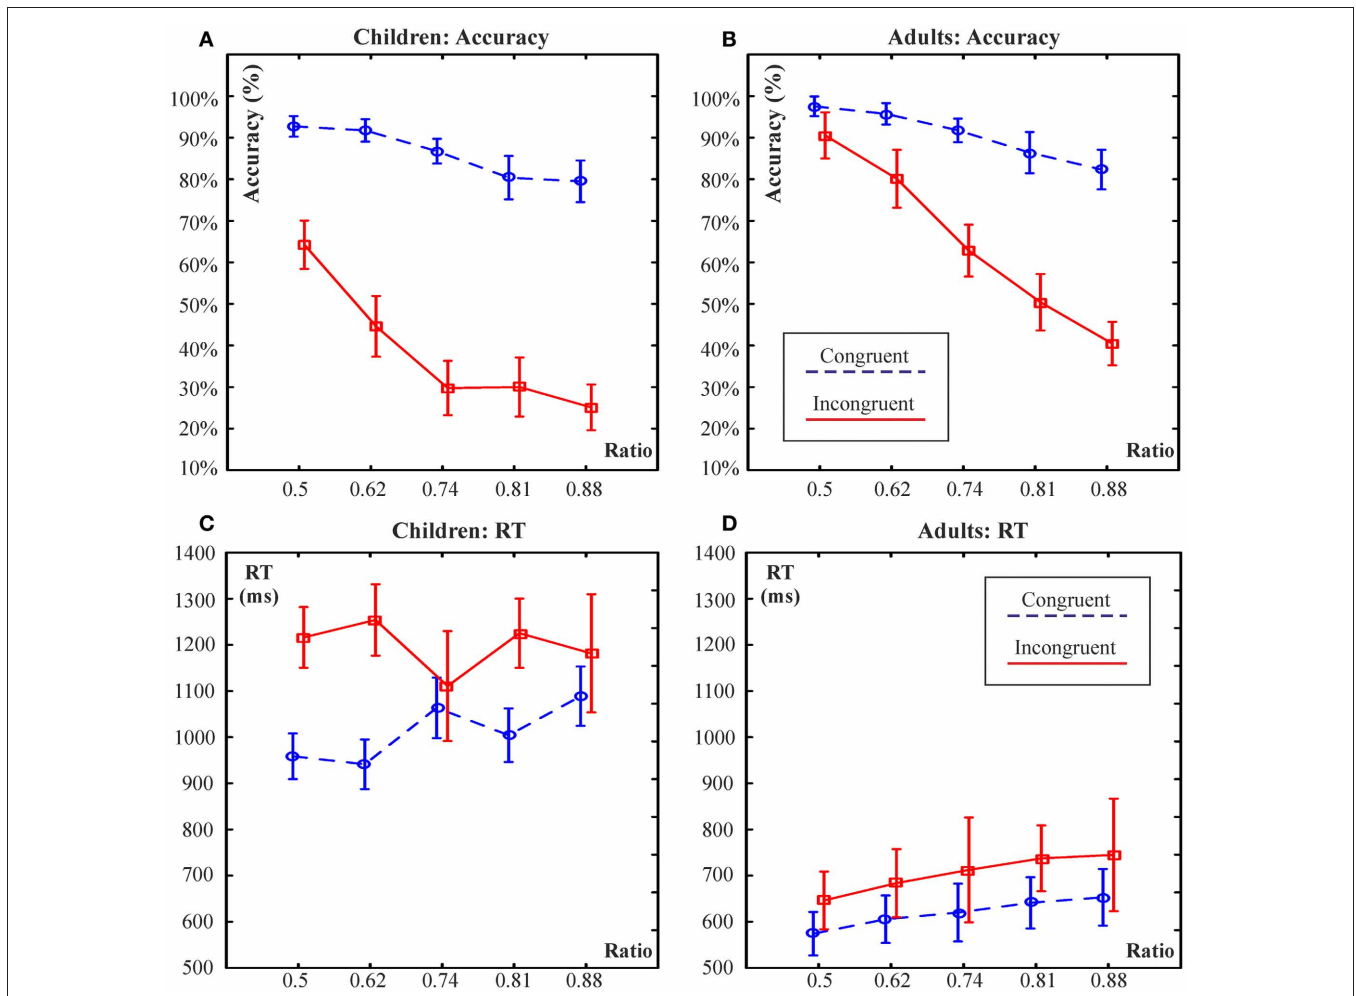 A Children: Accuracy
Accuracy (%)
100%
90%
80%
70%
60%
50%
40%
30%
20%
10%
Ratio
0.5 0.62 0.74 0.81 0.88
B Adults: Accuracy
Accuracy (%)
100%
90%
80%
70%
60%
50%
40%
30%
20%
10%
Congruent
Incongruent
Ratio
0.5 0.62 0.74 0.81 0.88
C Children: RT
RT
(ms)
1400
1300
1200
1100
1000
900
800
700
600
500
Ratio
0.5 0.62 0.74 0.81 0.88
D Adults: RT
RT
(ms)
1400
1300
1200
1100
1000
900
800
700
600
500
Congruent
Incongruent
Ratio
0.5 0.62 0.74 0.81 0.88